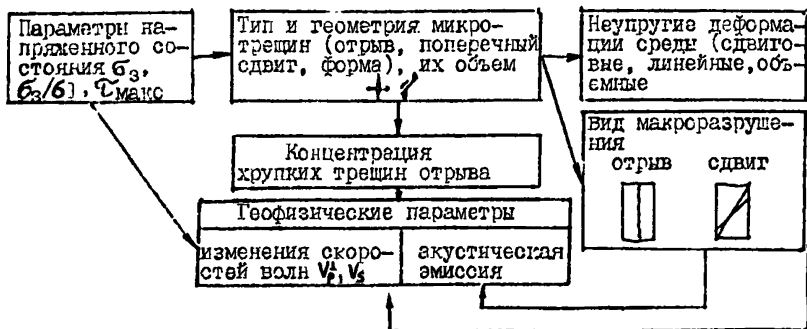 Параметры на-
пряженного со-
стояния σ₃,
σ₃/σ₁, τмакс
Тип и геометрия микро-
трещин (отрыв, поперечный
сдвиг, форма), их объем
Неупругие деформа-
ции среды (сдвиго-
вые, линейные, объ-
емные
Концентрация
хрупких трещин отрыва
вид макроразруше-
ния
отрыв сдвиг
Геофизические параметры
изменения скоро-
стей волн
акустическая
эмиссия